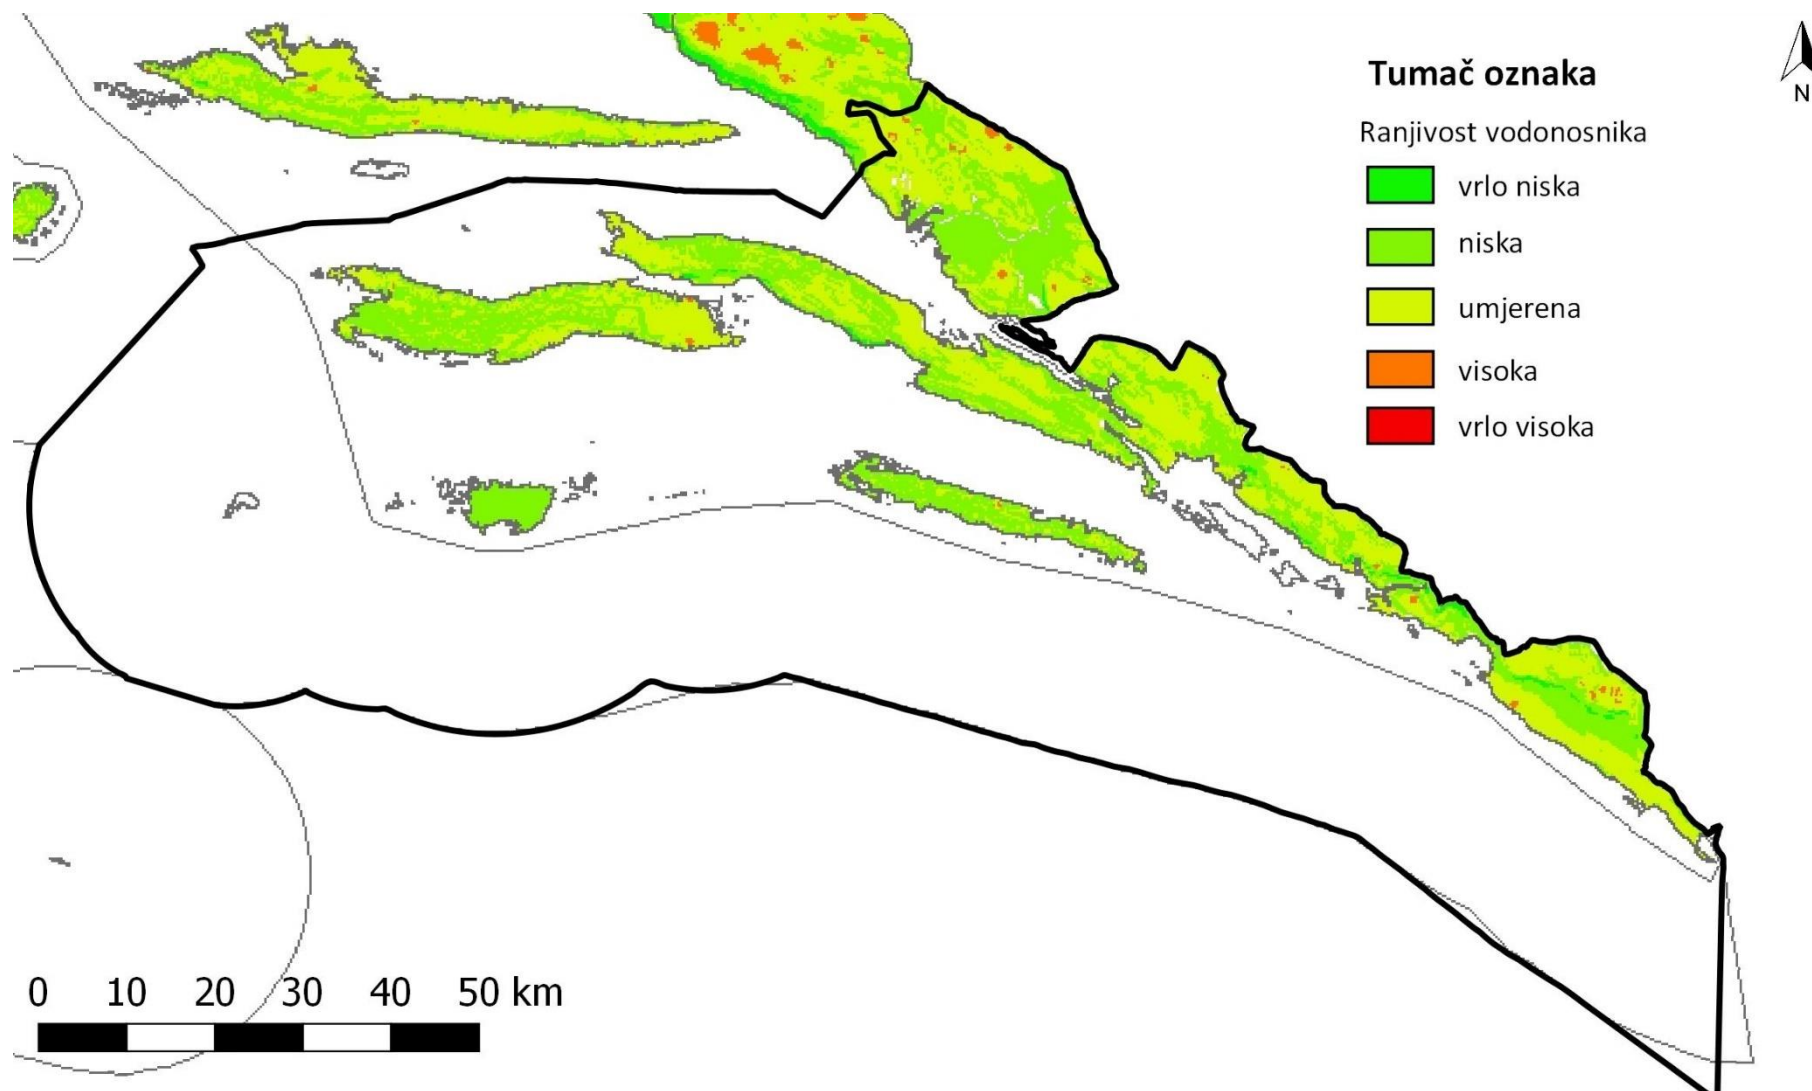 Tumač oznaka
N
Ranjivost vodonosnika
vrlo niska
niska
umjerena
visoka
vrlo visoka
0 10 20 30 40 50 km